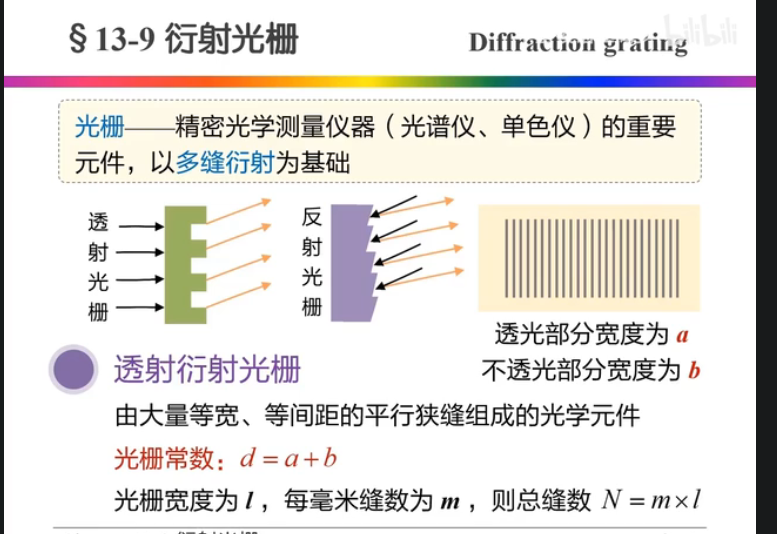 § 13-9 衍射光栅
Diffraction grating
bilibili
光栅——精密光学测量仪器（光谱仪、单色仪）的重要
元件，以多缝衍射为基础
透射光栅
反射光栅
透光部分宽度为 a
不透光部分宽度为 b
透射衍射光栅
由大量等宽、等间距的平行狭缝组成的光学元件
光栅常数：d = a + b
光栅宽度为 l ，每毫米缝数为 m ，则总缝数 N = m × l